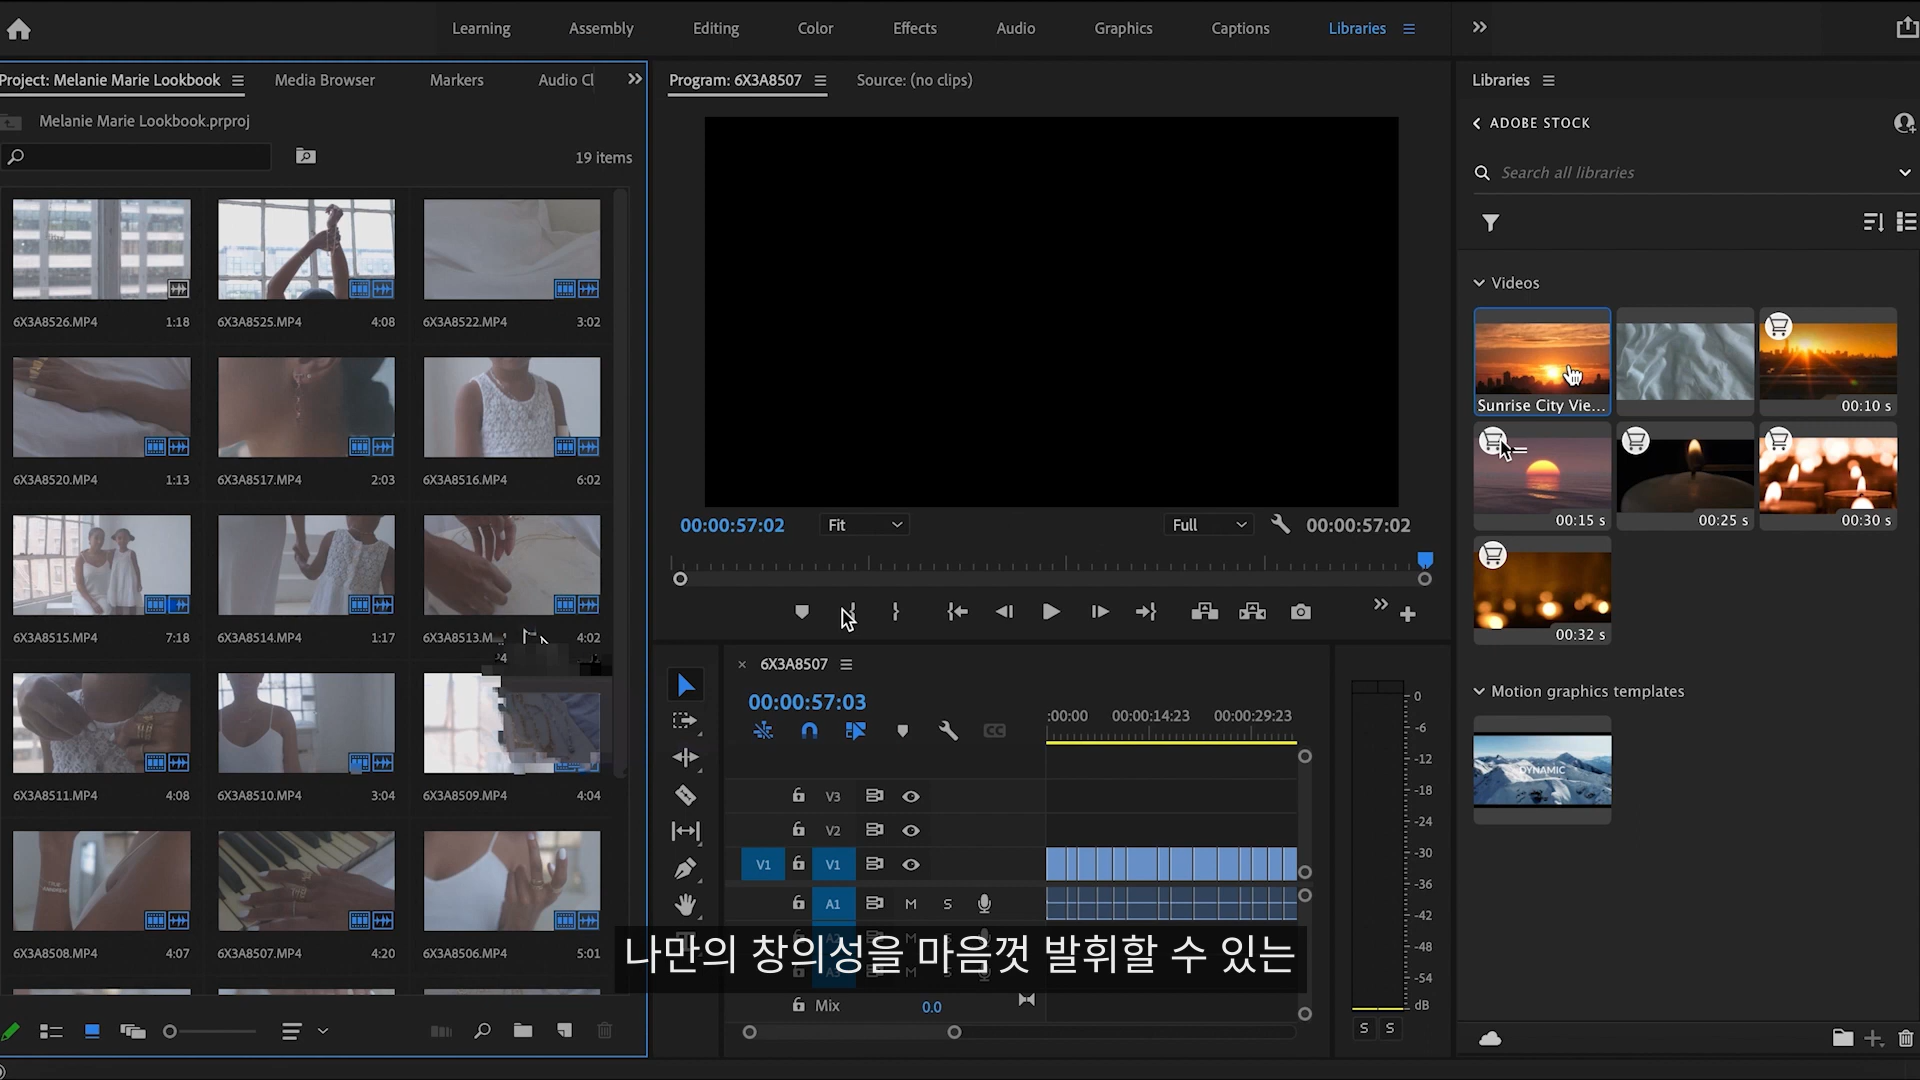 Learning
Assembly
Editing
Color
Effects
Audio
Graphics
Captions
Libraries
Project: Melanie Marie Lookbook
Media Browser
Markers
Audio Cl
Program: 6X3A8507
Source: (no clips)
Libraries
Melanie Marie Lookbook.prproj
ADOBE STOCK
19 items
Search all libraries
Videos
6X3A8526.MP4 1:18
6X3A8525.MP4 4:08
6X3A8522.MP4 3:02
Sunrise City Vie...
00:10 s
6X3A8520.MP4 1:13
6X3A8517.MP4 2:03
6X3A8516.MP4 6:02
00:15 s
00:25 s
00:30 s
00:00:57:02
Fit
Full
00:00:57:02
00:32 s
6X3A8515.MP4 7:18
6X3A8514.MP4 1:17
6X3A8513.M 4:02
6X3A8507
Motion graphics templates
00:00:57:03
:00:00
00:00:14:23
00:00:29:23
DYNAMIC
6X3A8511.MP4 4:08
6X3A8510.MP4 3:04
6X3A8509.MP4 4:04
V3
V2
V1 V1
A1 M S
0
-6
-12
-18
-24
-30
-36
-42
-48
-54
dB
6X3A8508.MP4 4:07
6X3A8507.MP4 4:20
6X3A8506.MP4 5:01
나만의 창의성을 마음껏 발휘할 수 있는
Mix 0.0
S S